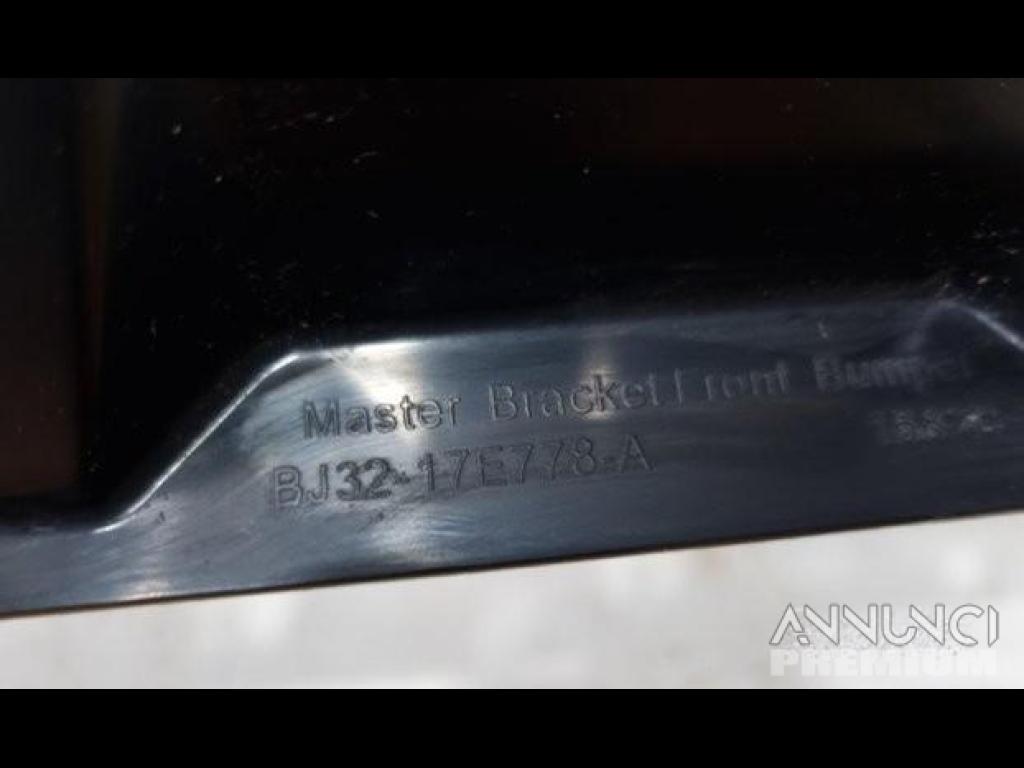 Master Bracket Front Bumper
BJ32-17E778-A
ANNUNCI
PREMIUM